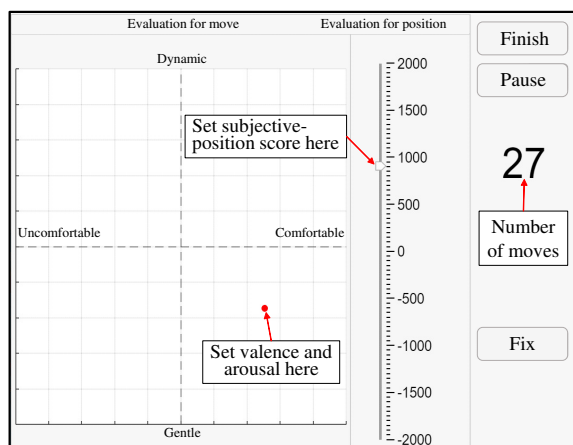 Evaluation for move
Evaluation for position
Finish
Pause
Dynamic
Set subjective-
position score here
2000
1500
1000
500
0
-500
-1000
-1500
-2000
27
Number
of moves
Uncomfortable
Comfortable
Set valence and
arousal here
Fix
Gentle